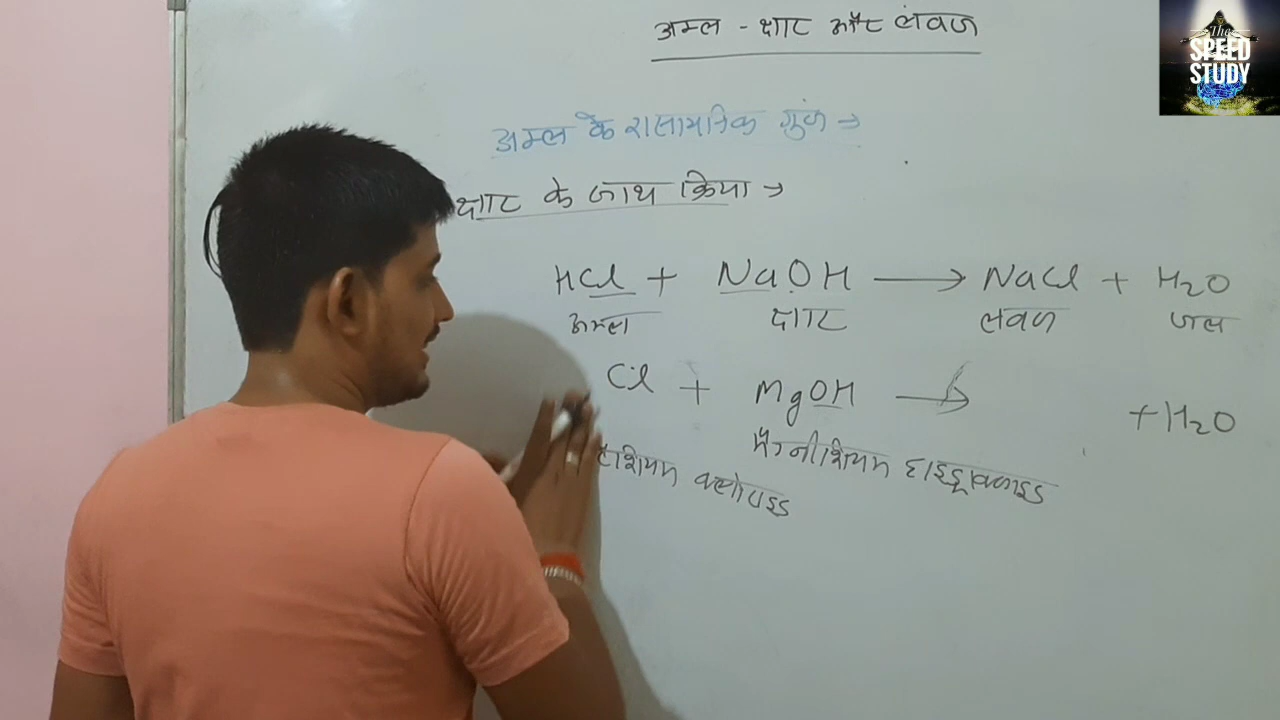 अम्ल - क्षार और लवण
The
SPEED
STUDY
अम्ल के रासायनिक गुण →
क्षार के साथ क्रिया →
HCl + NaOH ⟶ NaCl + H₂O
अम्ल क्षार लवण जल
Cl + MgOH ⟶ + H₂O
टैशियम क्लोराइड मैग्नीशियम हाइड्रॉक्साइड